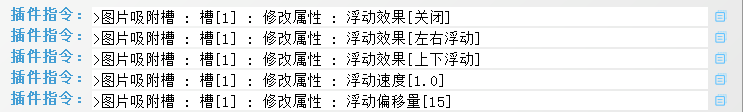 插件指令: >图片吸附槽 : 槽[1] : 修改属性 : 浮动效果[关闭]
插件指令: >图片吸附槽 : 槽[1] : 修改属性 : 浮动效果[左右浮动]
插件指令: >图片吸附槽 : 槽[1] : 修改属性 : 浮动效果[上下浮动]
插件指令: >图片吸附槽 : 槽[1] : 修改属性 : 浮动速度[1.0]
插件指令: >图片吸附槽 : 槽[1] : 修改属性 : 浮动偏移量[15]